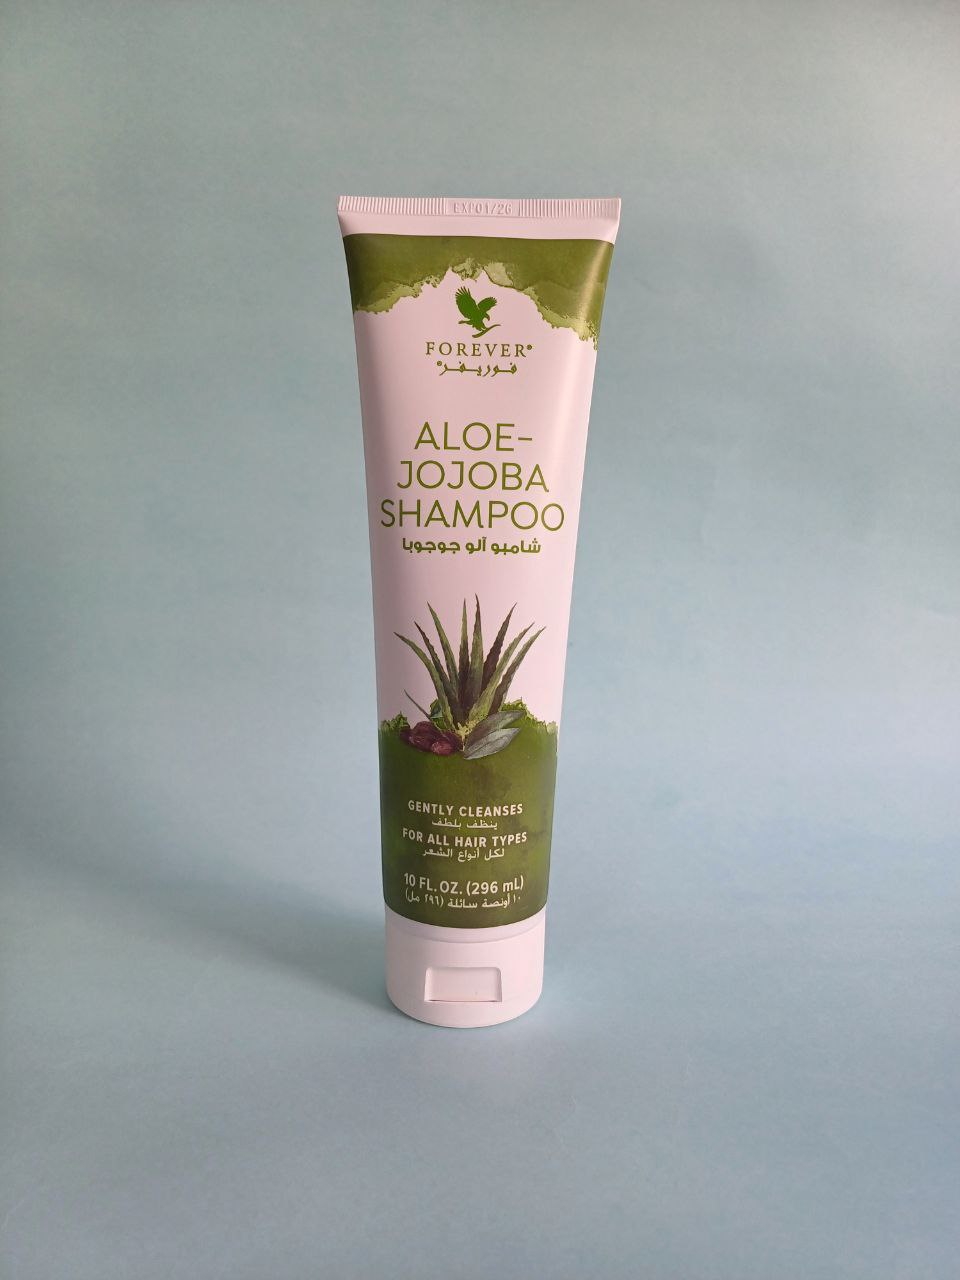 EXP01/26
FOREVER®
فوريفر®
ALOE-
JOJOBA
SHAMPOO
شامبو آلو جوجوبا
GENTLY CLEANSES
ينظف بلطف
FOR ALL HAIR TYPES
لكل أنواع الشعر
10 FL. OZ. (296 mL)
١٠ أونصة سائلة (٢٩٦ مل)